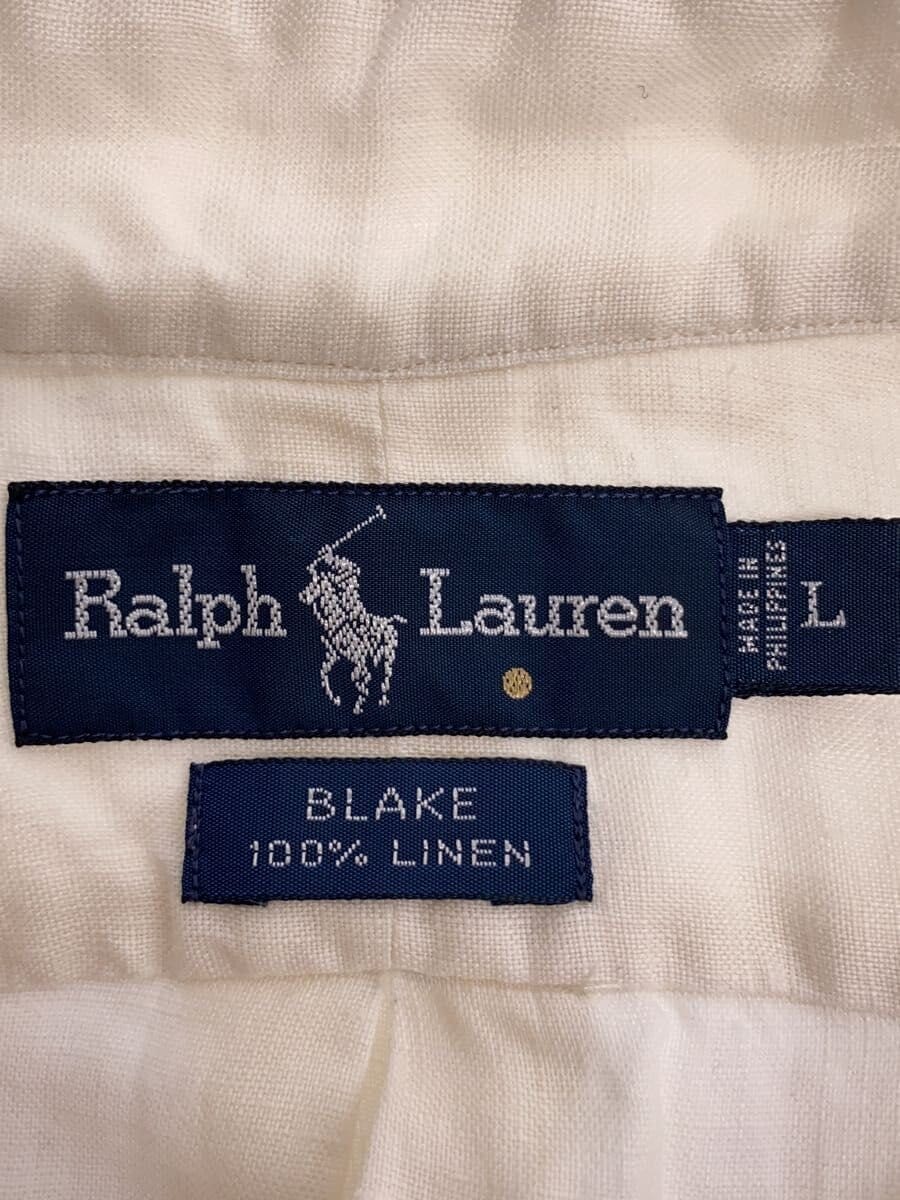 Ralph Lauren
MADE IN
PHILIPPINES
L
BLAKE
100% LINEN